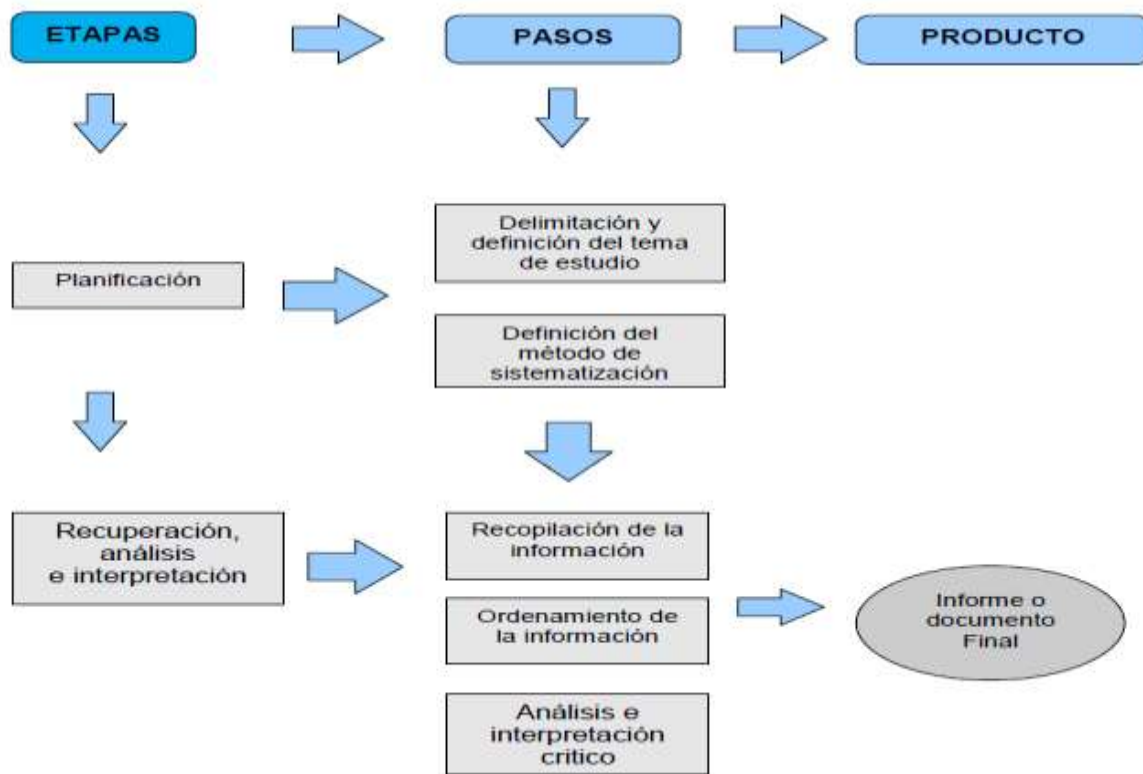 ETAPAS
PASOS
PRODUCTO
Planificación
Delimitación y
definición del tema
de estudio
Definición del
método de
sistematización
Recuperación,
análisis
e interpretación
Recopilación de la
información
Ordenamiento de
la información
Análisis e
interpretación
critico
Informe o
documento
Final